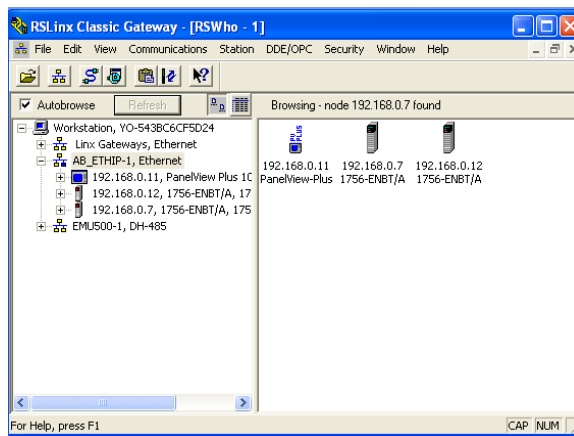 RSLinx Classic Gateway - [RSWho - 1]
File Edit View Communications Station DDE/OPC Security Window Help
Autobrowse Refresh Browsing - node 192.168.0.7 found
Workstation, YO-543BC6CF5D24
Linx Gateways, Ethernet
AB_ETHIP-1, Ethernet
192.168.0.11, PanelView Plus 10
192.168.0.12, 1756-ENBT/A, 17
192.168.0.7, 1756-ENBT/A, 175
EMU500-1, DH-485
PV PLUS
192.168.0.11 192.168.0.7 192.168.0.12
PanelView-Plus 1756-ENBT/A 1756-ENBT/A
For Help, press F1 CAP NUM